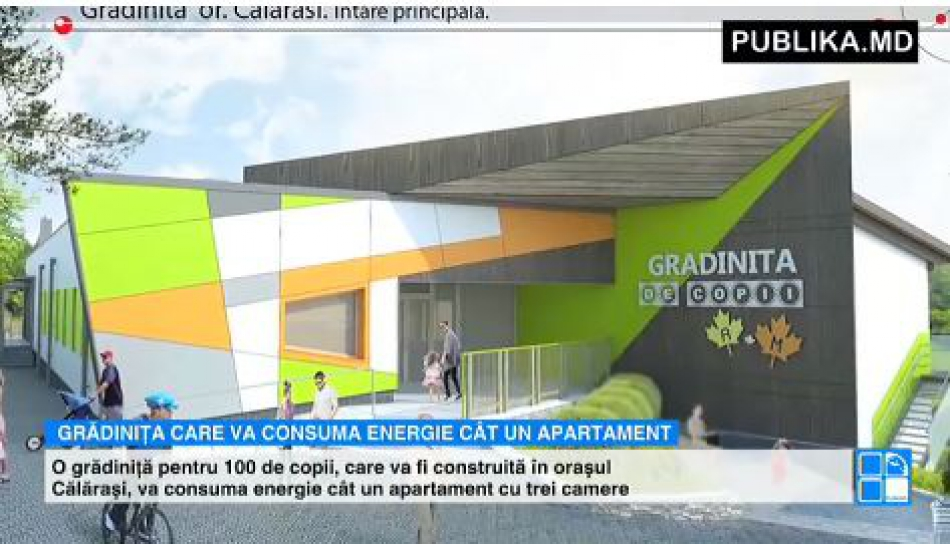 Gradinita or. Calarasi. Intare principala.
PUBLIKA.MD
GRADINITA
DE COPII
R M
GRĂDINIȚA CARE VA CONSUMA ENERGIE CÂT UN APARTAMENT
O grădiniță pentru 100 de copii, care va fi construită în orașul
Călărași, va consuma energie cât un apartament cu trei camere